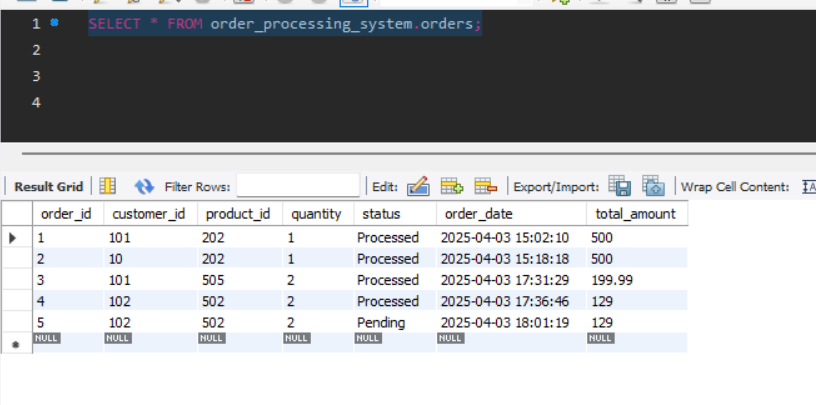 1 SELECT * FROM order_processing_system.orders;
2
3
4
Result Grid Filter Rows: Edit: Export/Import: Wrap Cell Content:
order_id customer_id product_id quantity status order_date total_amount
1 101 202 1 Processed 2025-04-03 15:02:10 500
2 10 202 1 Processed 2025-04-03 15:18:18 500
3 101 505 2 Processed 2025-04-03 17:31:29 199.99
4 102 502 2 Processed 2025-04-03 17:36:46 129
5 102 502 2 Pending 2025-04-03 18:01:19 129
NULL NULL NULL NULL NULL NULL NULL